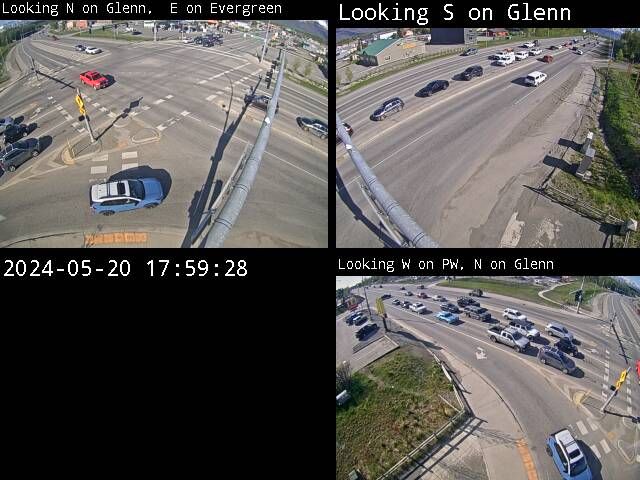 Looking N on Glenn, E on Evergreen
Looking S on Glenn
2024-05-20 17:59:28
Looking W on PW, N on Glenn